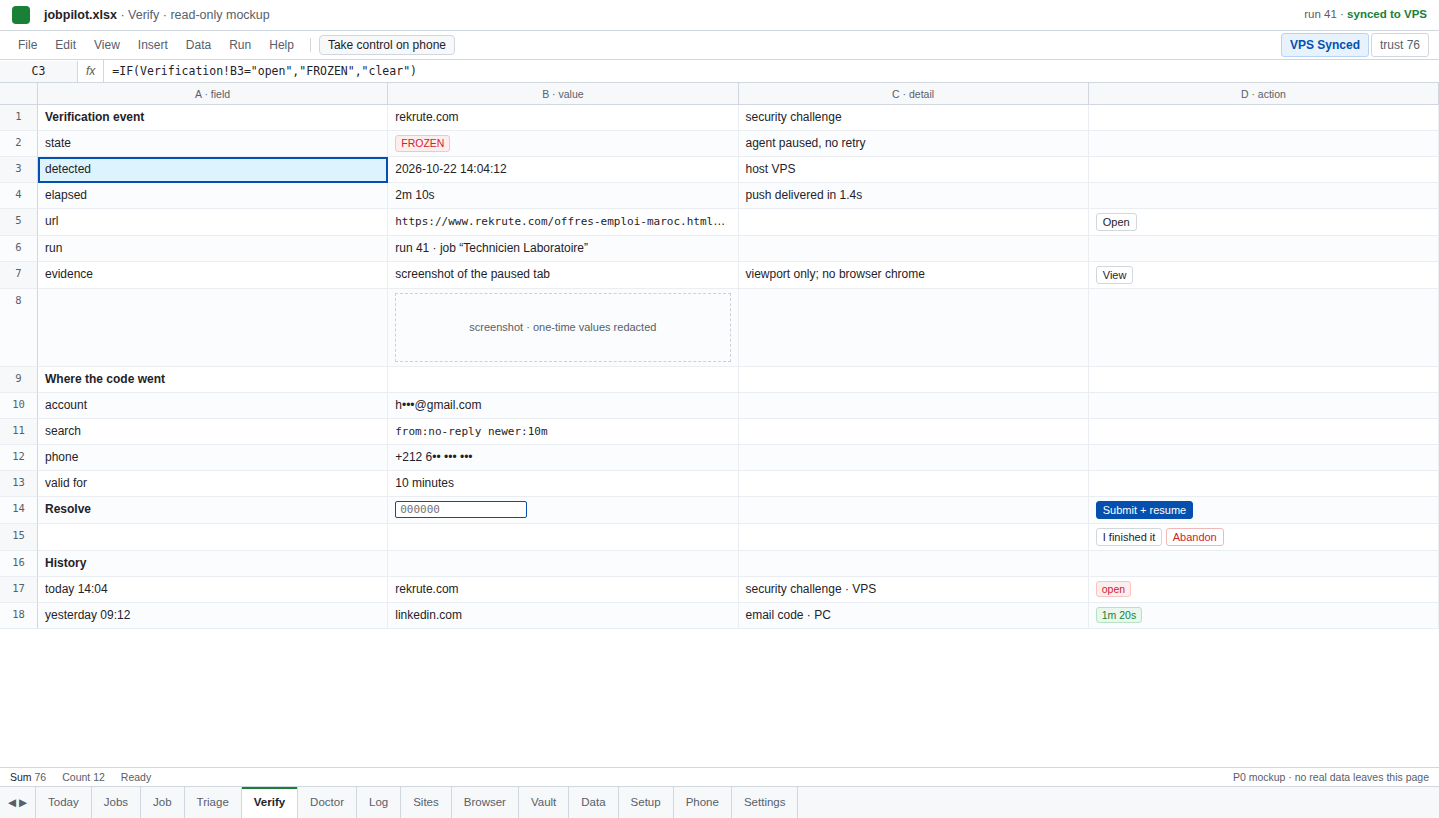 jobpilot.xlsx · Verify · read-only mockup
run 41 · synced to VPS
File Edit View Insert Data Run Help Take control on phone
VPS Synced trust 76
C3 fx =IF(Verification!B3="open","FROZEN","clear")
A · field B · value C · detail D · action
1 Verification event rekrute.com security challenge
2 state FROZEN agent paused, no retry
3 detected 2026-10-22 14:04:12 host VPS
4 elapsed 2m 10s push delivered in 1.4s
5 url https://www.rekrute.com/offres-emploi-maroc.html… Open
6 run run 41 · job “Technicien Laboratoire”
7 evidence screenshot of the paused tab viewport only; no browser chrome View
8 screenshot · one-time values redacted
9 Where the code went
10 account h•••@gmail.com
11 search from:no-reply newer:10m
12 phone +212 6•• ••• •••
13 valid for 10 minutes
14 Resolve 000000 Submit + resume
15 I finished it Abandon
16 History
17 today 14:04 rekrute.com security challenge · VPS open
18 yesterday 09:12 linkedin.com email code · PC 1m 20s
Sum 76 Count 12 Ready
P0 mockup · no real data leaves this page
◀ ▶ Today Jobs Job Triage Verify Doctor Log Sites Browser Vault Data Setup Phone Settings